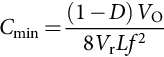 C_min = (1 − D) V_O / 8 V_r L f²